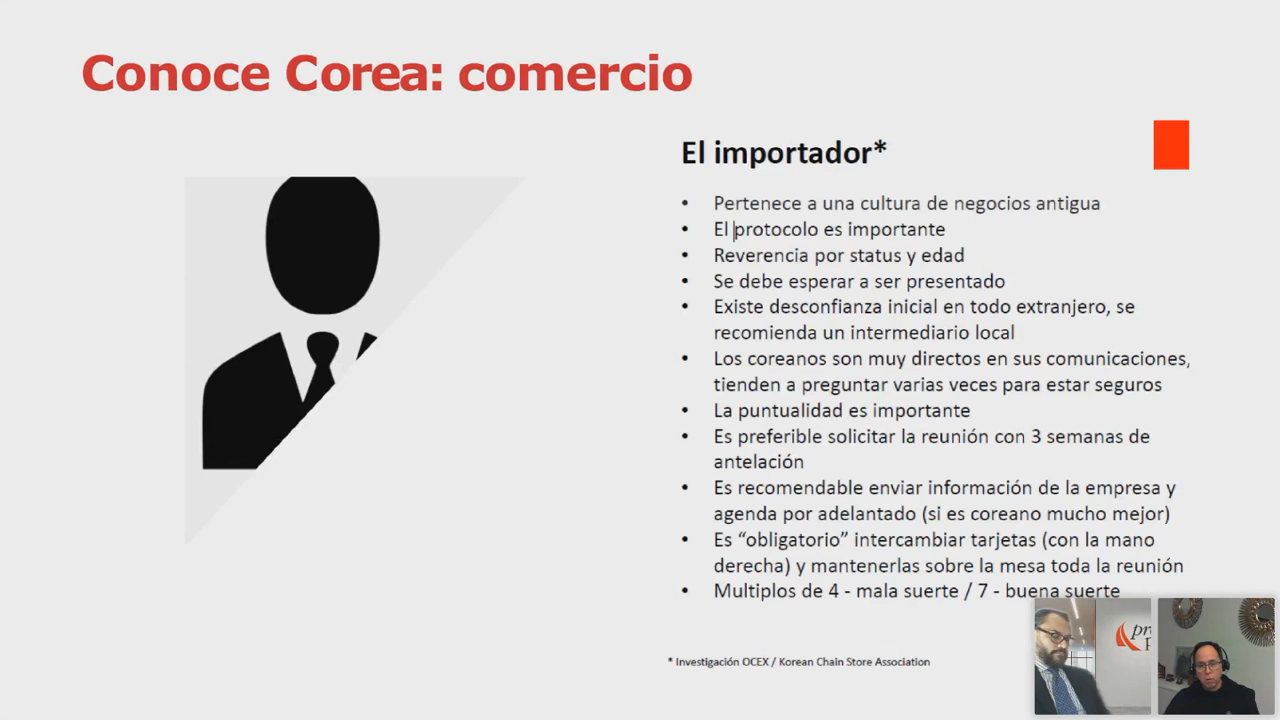 Conoce Corea: comercio
El importador*
• Pertenece a una cultura de negocios antigua
• El protocolo es importante
• Reverencia por status y edad
• Se debe esperar a ser presentado
• Existe desconfianza inicial en todo extranjero, se
recomienda un intermediario local
• Los coreanos son muy directos en sus comunicaciones,
tienden a preguntar varias veces para estar seguros
• La puntualidad es importante
• Es preferible solicitar la reunión con 3 semanas de
antelación
• Es recomendable enviar información de la empresa y
agenda por adelantado (si es coreano mucho mejor)
• Es “obligatorio” intercambiar tarjetas (con la mano
derecha) y mantenerlas sobre la mesa toda la reunión
• Multiplos de 4 - mala suerte / 7 - buena suerte
* Investigación OCEX / Korean Chain Store Association